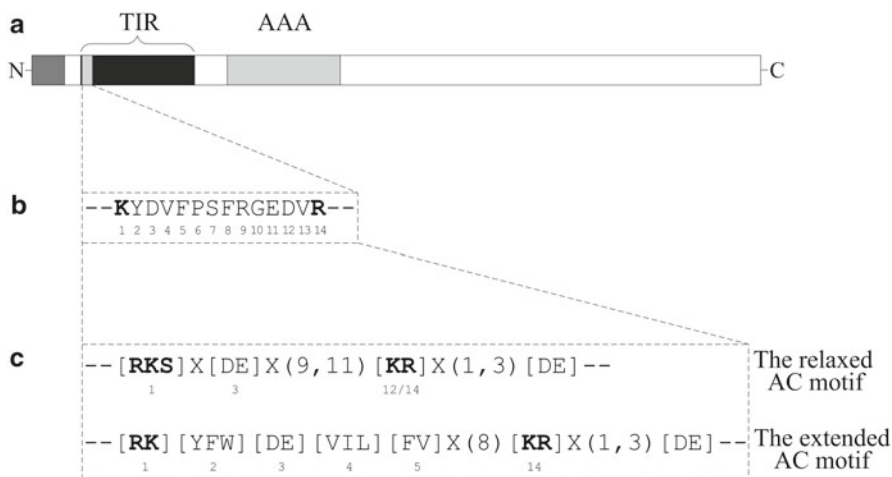 a
TIR AAA
N C
b
--KYDVFPSFRGEDVR--
1 2 3 4 5 6 7 8 9 10 11 12 13 14
c
--[RKS]X[DE]X(9,11)[KR]X(1,3)[DE]-- The relaxed
AC motif
1 3 12/14
--[RK][YFW][DE][VIL][FV]X(8)[KR]X(1,3)[DE]-- The extended
AC motif
1 2 3 4 5 14